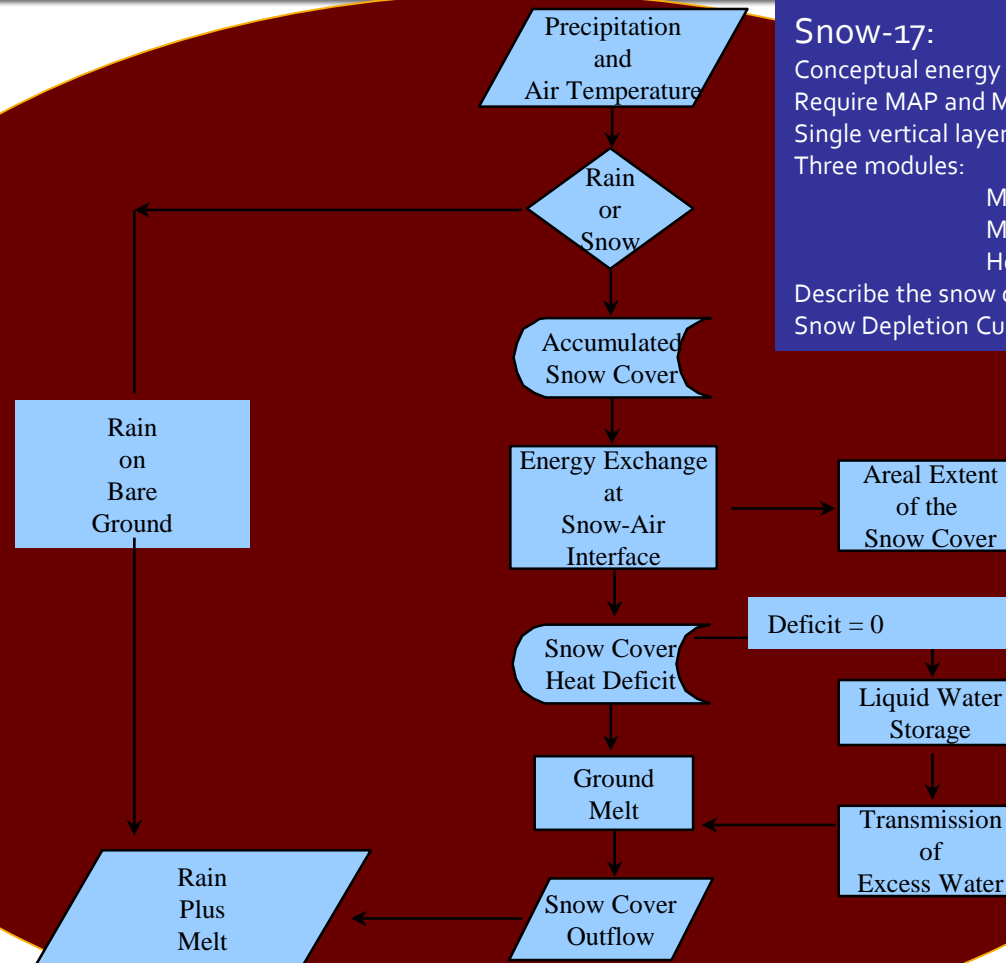 Precipitation
and
Air Temperature
Snow-17:
Conceptual energy
Require MAP and
Single vertical
Three modules:
Describe the snow
Snow Depletion
Rain
or
Snow
Accumulated
Snow Cover
Rain
on
Bare
Ground
Energy Exchange
at
Snow-Air
Interface
Areal Extent
of the
Snow Cover
Snow Cover
Heat Deficit
Deficit = 0
Liquid Water
Storage
Ground
Melt
Transmission
of
Excess Water
Snow Cover
Outflow
Rain
Plus
Melt